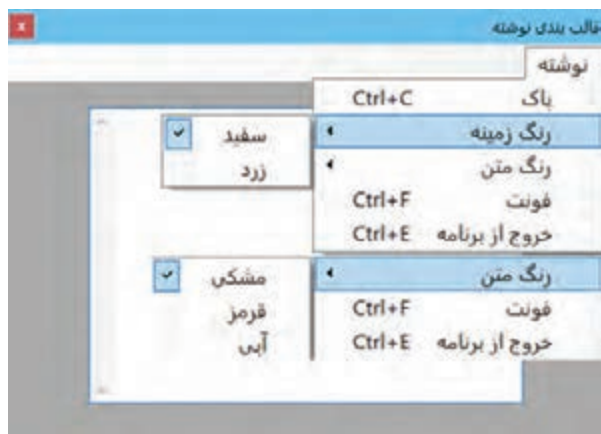 قالب بندی نوشته
نوشته
پاک Ctrl+C
رنگ زمینه
سفید
رنگ متن
زرد
فونت Ctrl+F
خروج از برنامه Ctrl+E
رنگ متن
مشکی
فونت Ctrl+F
قرمز
خروج از برنامه Ctrl+E
آبی